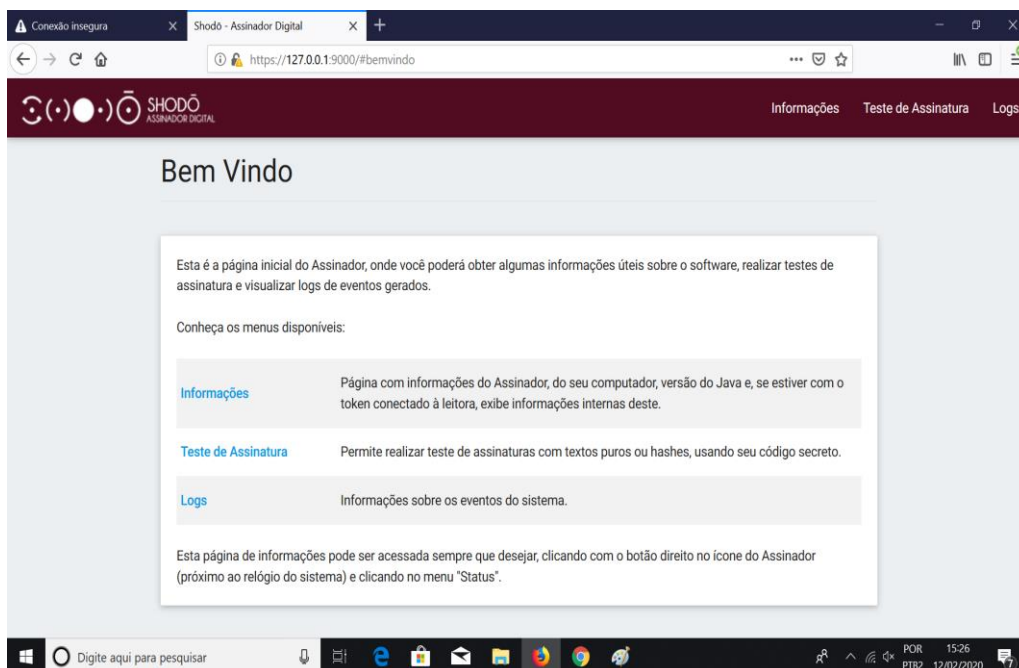 Conexão insegura
Shodō - Assinador Digital
https://127.0.0.1:9000/#bemvindo
SHODŌ
ASSINADOR DIGITAL
Informações Teste de Assinatura Logs
Bem Vindo
Esta é a página inicial do Assinador, onde você poderá obter algumas informações úteis sobre o software, realizar testes de
assinatura e visualizar logs de eventos gerados.
Conheça os menus disponíveis:
Informações
Página com informações do Assinador, do seu computador, versão do Java e, se estiver com o
token conectado à leitora, exibe informações internas deste.
Teste de Assinatura
Permite realizar teste de assinaturas com textos puros ou hashes, usando seu código secreto.
Logs
Informações sobre os eventos do sistema.
Esta página de informações pode ser acessada sempre que desejar, clicando com o botão direito no ícone do Assinador
(próximo ao relógio do sistema) e clicando no menu "Status".
Digite aqui para pesquisar
POR 15:26
PTB2 12/02/2020